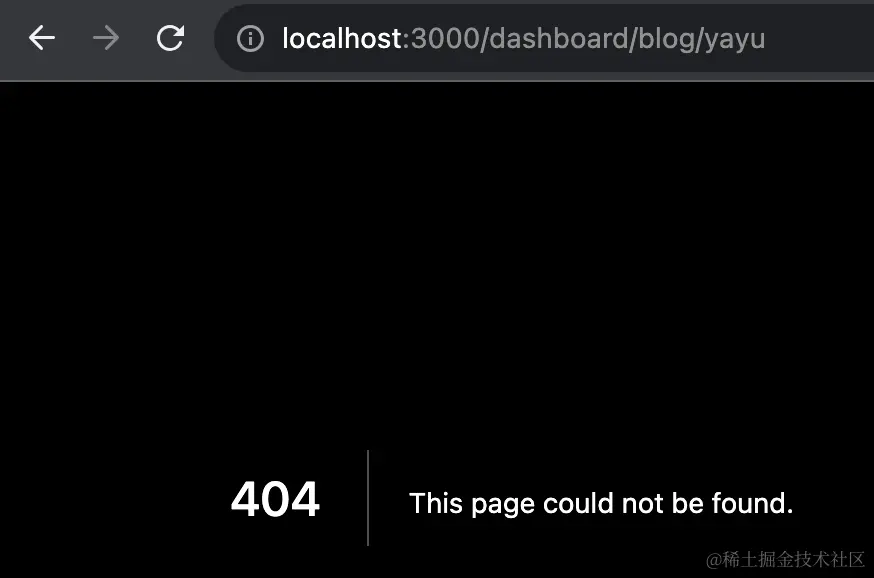 localhost:3000/dashboard/blog/yayu
404
This page could not be found.
@稀土掘金技术社区